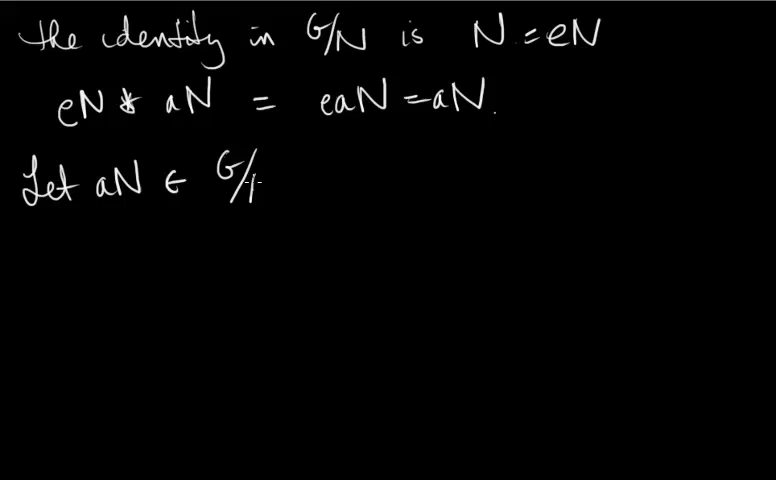 the identity in G/N is N = eN
eN * aN = eaN = aN.
Let aN ∈ G/